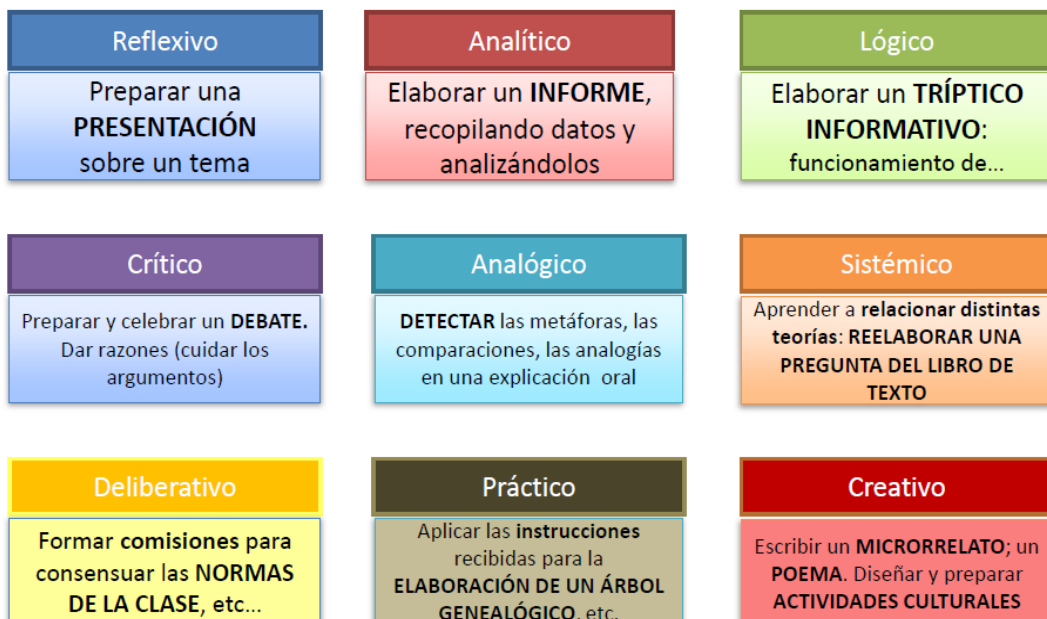 Reflexivo
Preparar una
PRESENTACIÓN
sobre un tema
Analítico
Elaborar un INFORME,
recopilando datos y
analizándolos
Lógico
Elaborar un TRÍPTICO
INFORMATIVO:
funcionamiento de...
Crítico
Preparar y celebrar un DEBATE.
Dar razones (cuidar los
argumentos)
Analógico
DETECTAR las metáforas, las
comparaciones, las analogías
en una explicación oral
Sistémico
Aprender a relacionar distintas
teorías: REELABORAR UNA
PREGUNTA DEL LIBRO DE
TEXTO
Deliberativo
Formar comisiones para
consensuar las NORMAS
DE LA CLASE, etc...
Práctico
Aplicar las instrucciones
recibidas para la
ELABORACIÓN DE UN ÁRBOL
GENEALÓGICO, etc.
Creativo
Escribir un MICRORRELATO; un
POEMA. Diseñar y preparar
ACTIVIDADES CULTURALES